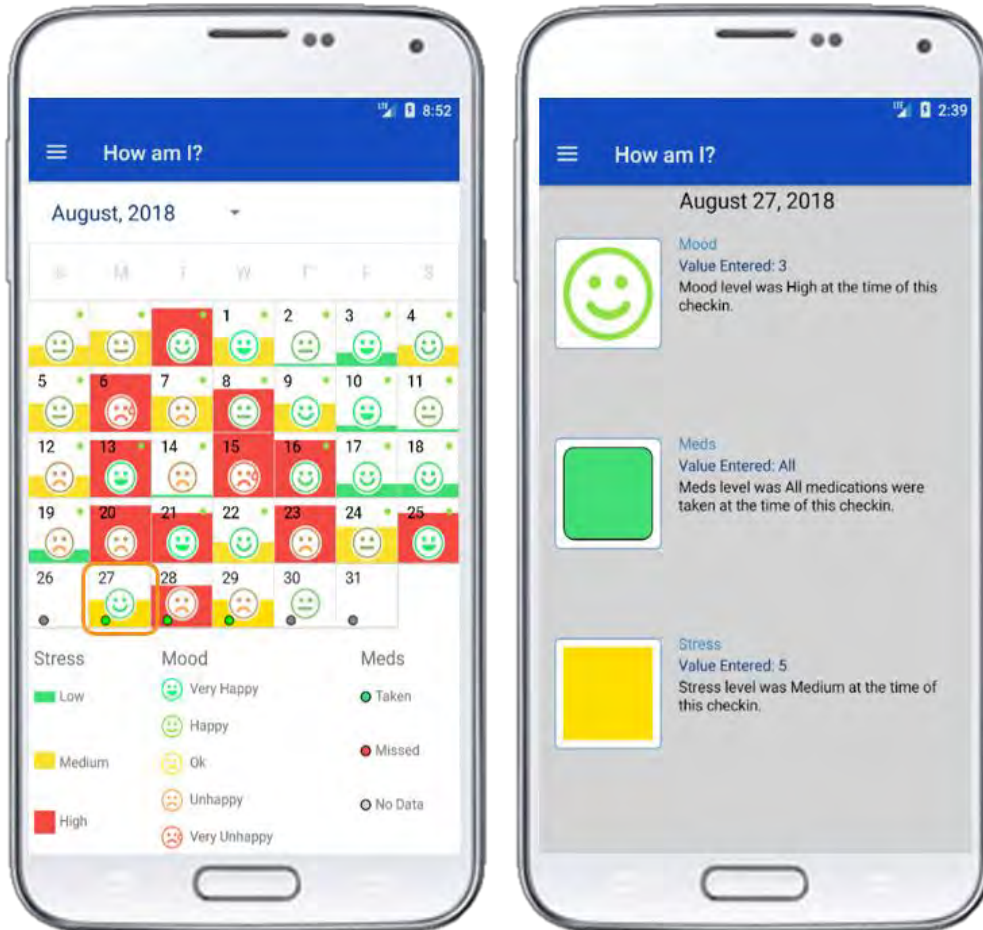 LTE 8:52
How am I?
August, 2018
S M T W T F S
1 2 3 4
5 6 7 8 9 10 11
12 13 14 15 16 17 18
19 20 21 22 23 24 25
26 27 28 29 30 31
Stress Mood Meds
Low
Medium
High
Very Happy
Happy
Ok
Unhappy
Very Unhappy
Taken
Missed
No Data
LTE 2:39
How am I?
August 27, 2018
Mood
Value Entered: 3
Mood level was High at the time of this
checkin.
Meds
Value Entered: All
Meds level was All medications were
taken at the time of this checkin.
Stress
Value Entered: 5
Stress level was Medium at the time of
this checkin.